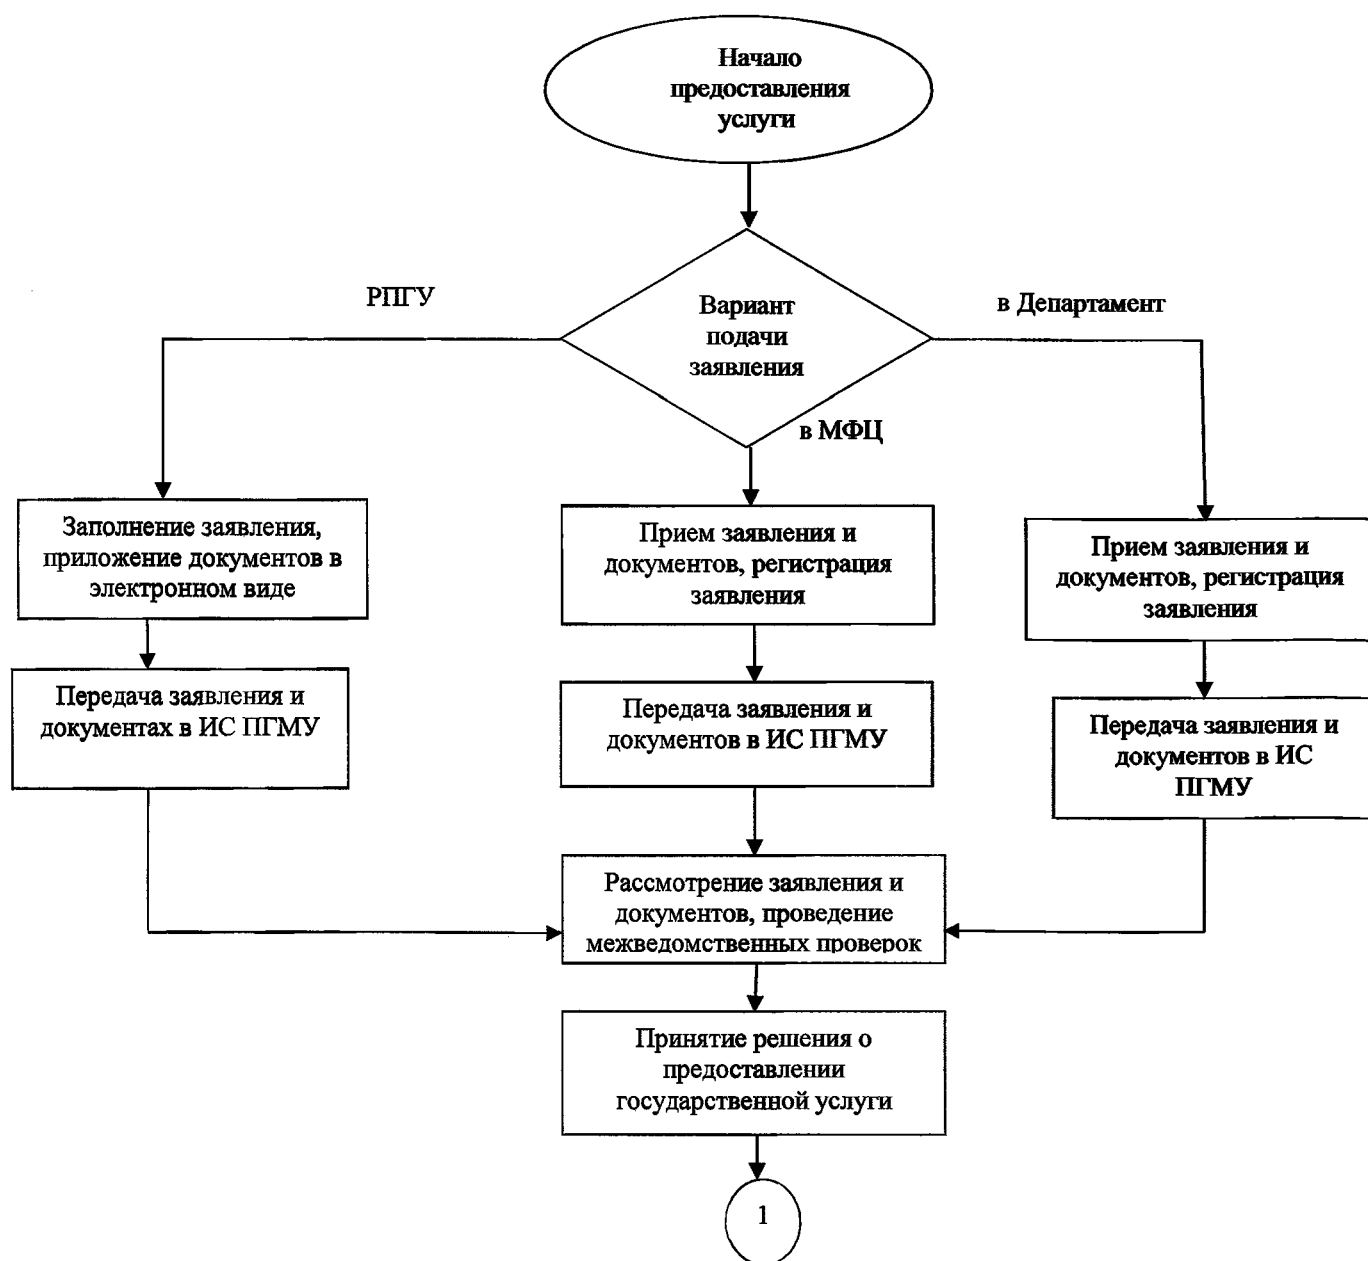 Начало
предоставления
услуги
РПГУ
Вариант
подачи
заявления
в Департамент
в МФЦ
Заполнение заявления,
приложение документов в
электронном виде
Прием заявления и
документов, регистрация
заявления
Прием заявления и
документов, регистрация
заявления
Передача заявления и
документах в ИС ПГМУ
Передача заявления и
документов в ИС ПГМУ
Передача заявления и
документов в ИС
ПГМУ
Рассмотрение заявления и
документов, проведение
межведомственных проверок
Принятие решения о
предоставлении
государственной услуги
1